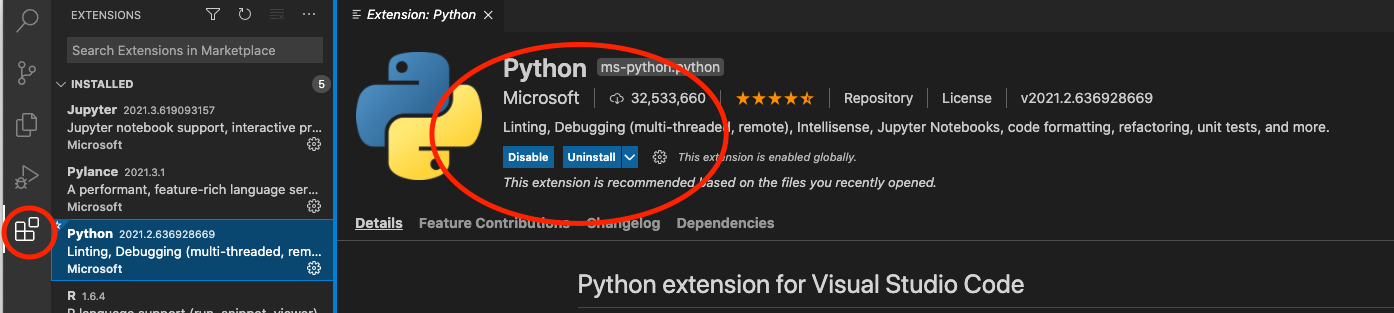 EXTENSIONS
Search Extensions in Marketplace
INSTALLED 5
Jupyter 2021.3.619093157
Jupyter notebook support, interactive pr...
Microsoft
Pylance 2021.3.1
A performant, feature-rich language ser...
Microsoft
Python 2021.2.636928669
Linting, Debugging (multi-threaded, rem...
Microsoft
R 1.6.4
R language support (run, snippet, viewer)
Extension: Python
Python ms-python.python
Microsoft 32,533,660 Repository License v2021.2.636928669
Linting, Debugging (multi-threaded, remote), Intellisense, Jupyter Notebooks, code formatting, refactoring, unit tests, and more.
Disable Uninstall This extension is enabled globally.
This extension is recommended based on the files you recently opened.
Details Feature Contributions Changelog Dependencies
Python extension for Visual Studio Code